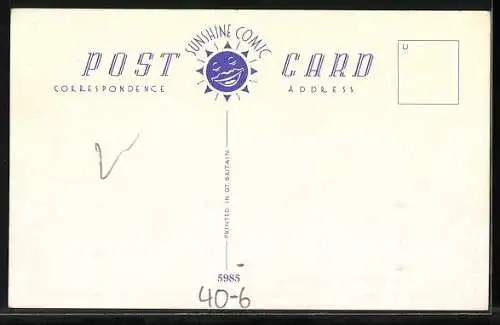 SUNSHINE COMIC
POST CARD
CORRESPONDENCE ADDRESS
U
PRINTED IN GT. BRITAIN.
5985
40-6